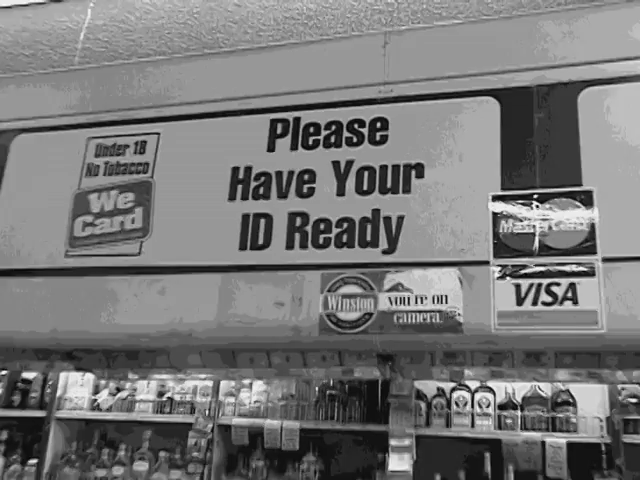 Please
Have Your
ID Ready
Under 18
No Tobacco
We
Card
MasterCard
VISA
Winston
you're on
camera.